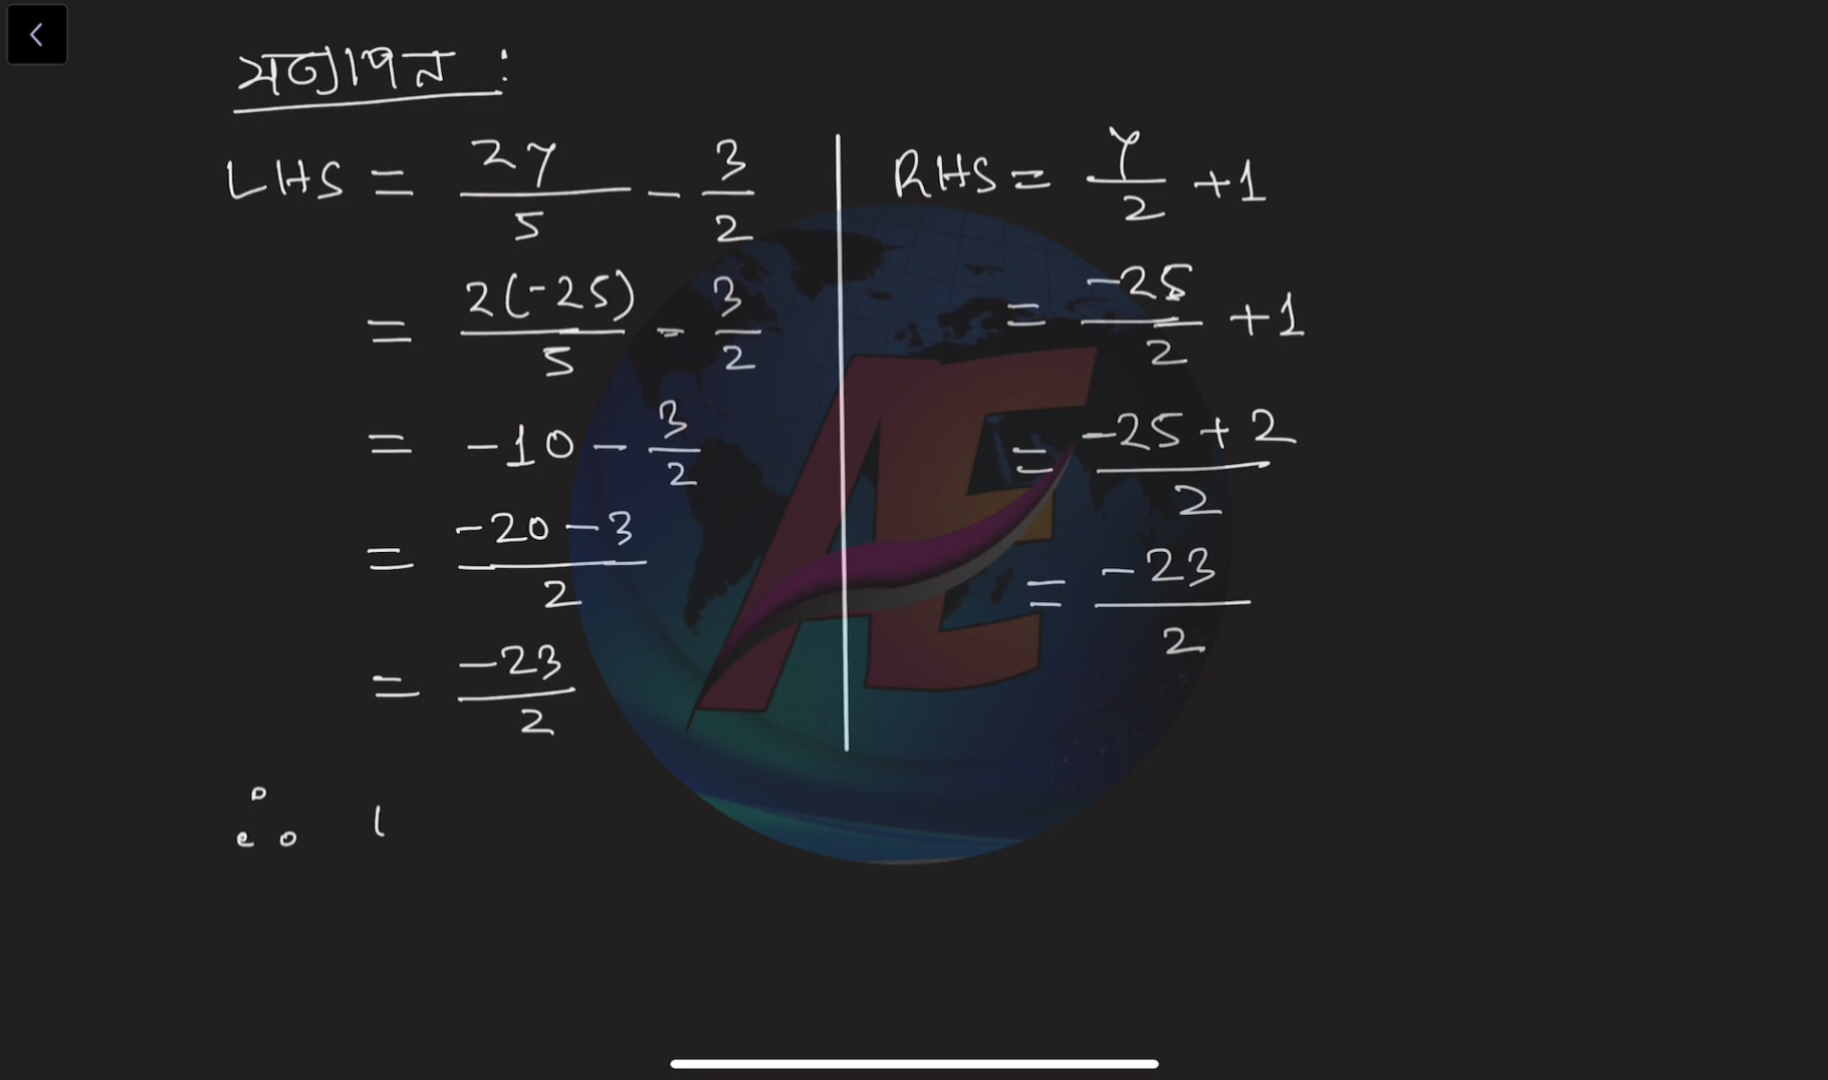 সত্যাপন :
LHS = 2y/5 - 3/2
= 2(-25)/5 - 3/2
= -10 - 3/2
= -20-3/2
= -23/2
RHS = y/2 +1
= -25/2 +1
= -25+2/2
= -23/2
∴ l
AE